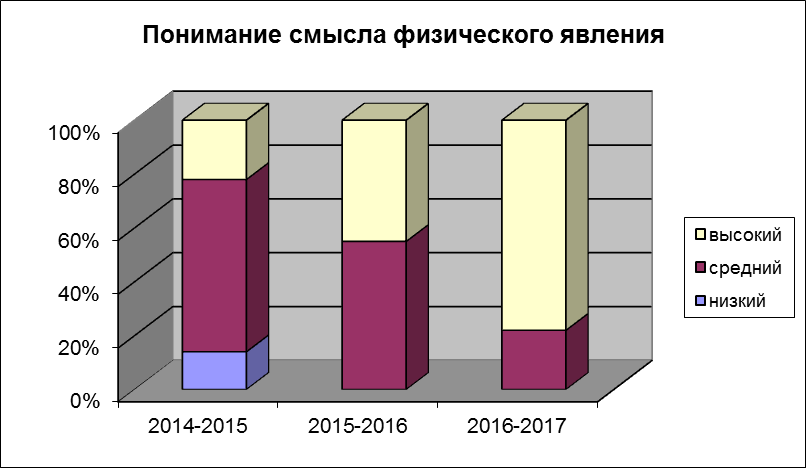 Понимание смысла физического явления
100%
80%
60%
40%
20%
0%
2014-2015 2015-2016 2016-2017
высокий
средний
низкий